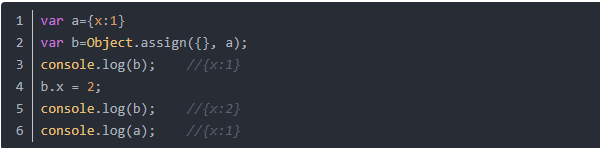 1 var a={x:1}
2 var b=Object.assign({}, a);
3 console.log(b);    //{x:1}
4 b.x = 2;
5 console.log(b);    //{x:2}
6 console.log(a);    //{x:1}